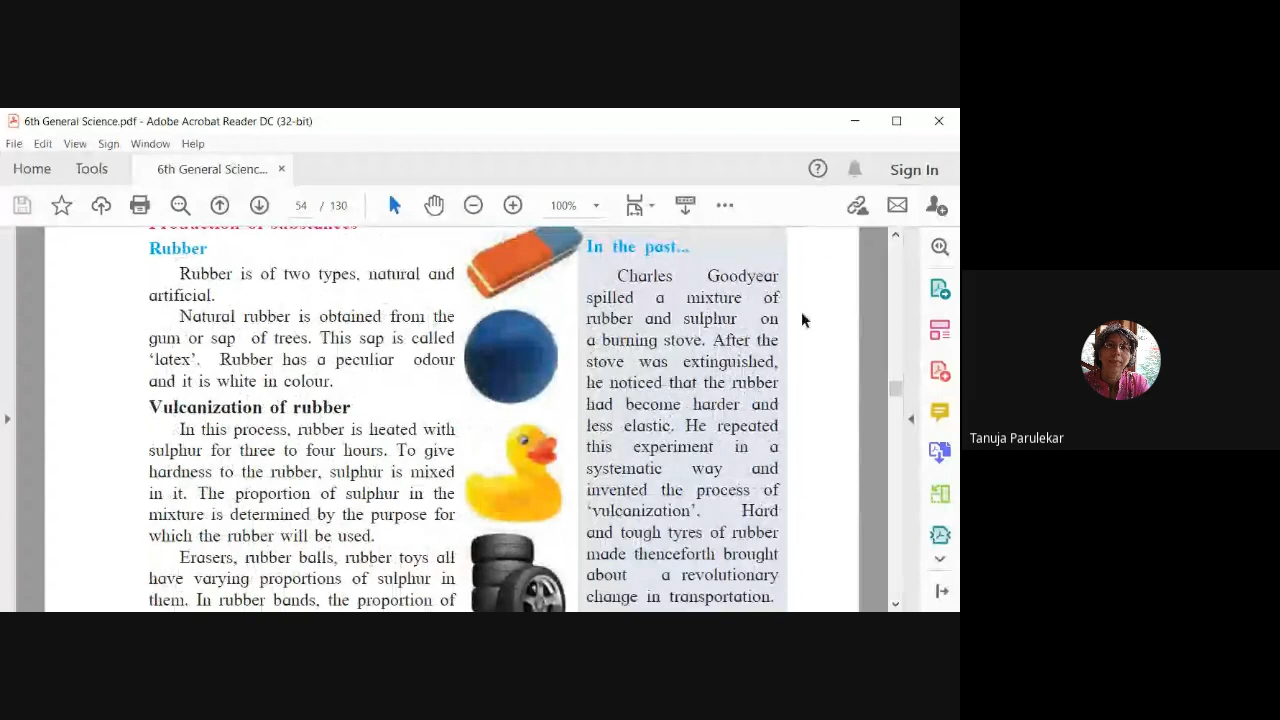 6th General Science.pdf - Adobe Acrobat Reader DC (32-bit)
File Edit View Sign Window Help
Home Tools 6th General Scienc... ×
Sign In
54 / 130 100%
Production of substances
Rubber
Rubber is of two types, natural and
artificial.
Natural rubber is obtained from the
gum or sap of trees. This sap is called
‘latex’. Rubber has a peculiar odour
and it is white in colour.
Vulcanization of rubber
In this process, rubber is heated with
sulphur for three to four hours. To give
hardness to the rubber, sulphur is mixed
in it. The proportion of sulphur in the
mixture is determined by the purpose for
which the rubber will be used.
Erasers, rubber balls, rubber toys all
have varying proportions of sulphur in
them. In rubber bands, the proportion of
In the past...
Charles Goodyear
spilled a mixture of
rubber and sulphur on
a burning stove. After the
stove was extinguished,
he noticed that the rubber
had become harder and
less elastic. He repeated
this experiment in a
systematic way and
invented the process of
‘vulcanization’. Hard
and tough tyres of rubber
made thenceforth brought
about a revolutionary
change in transportation.
Tanuja Parulekar